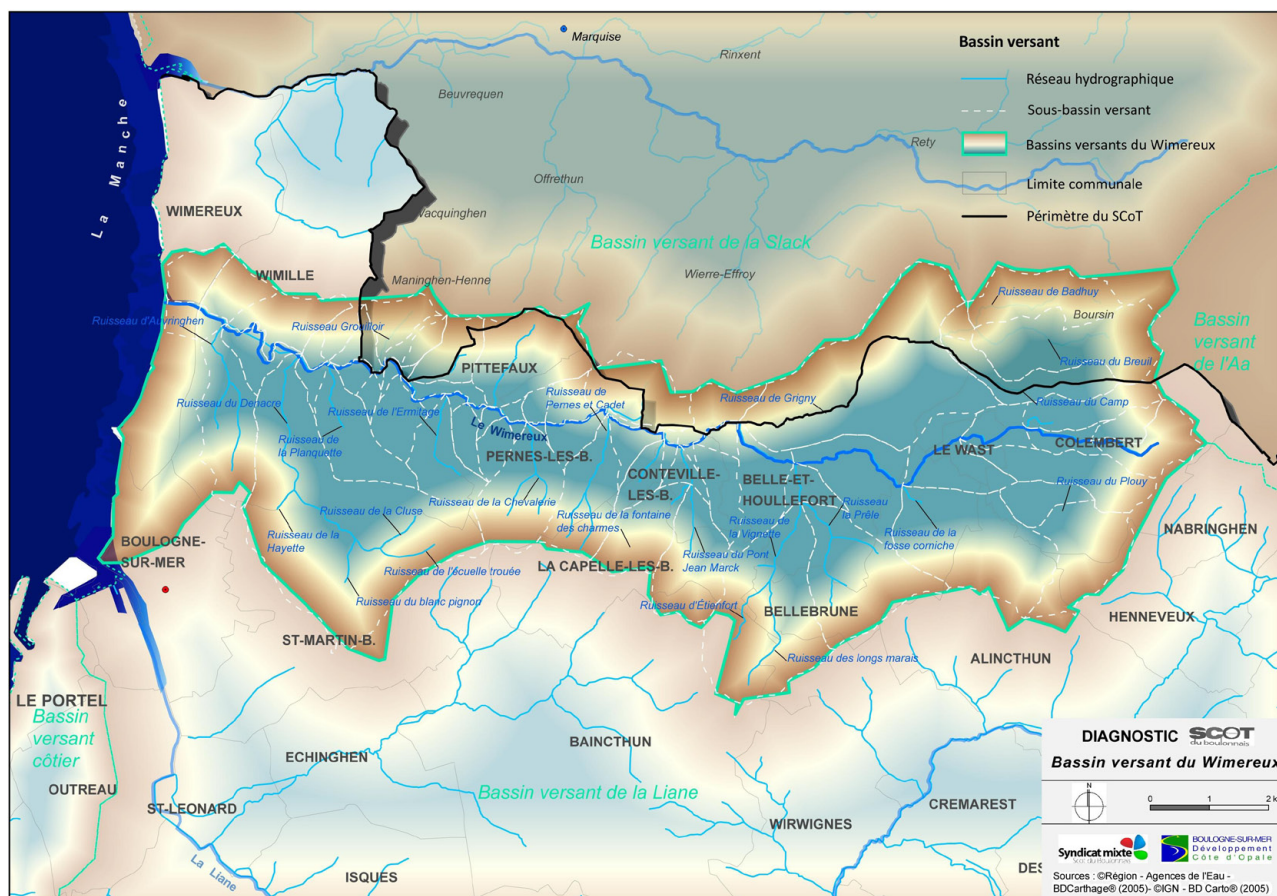 La Manche
Marquise
Rinxent
Beuvrequen
Rety
Offrethun
Vacquinghen
WIMEREUX
Bassin versant de la Slack
Wierre-Effroy
WIMILLE
Maninghen-Henne
Bassin versant
Réseau hydrographique
Sous-bassin versant
Bassins versants du Wimereux
Limite communale
Périmètre du SCoT
Ruisseau de Badhuy
Boursin
Bassin
versant
de l'Aa
Ruisseau d'Auvringhen
Ruisseau Grouilloir
Ruisseau du Breuil
PITTEFAUX
Ruisseau de
Pernes et Cadet
Ruisseau de Grigny
Ruisseau du Camp
Ruisseau du Denacre
Ruisseau de l'Ermitage
Le Wimereux
Ruisseau de
la Planquette
PERNES-LES-B.
LE WAST
COLEMBERT
CONTEVILLE-
LES-B.
BELLE-ET-
HOULLEFORT
Ruisseau du Plouy
Ruisseau de la Chevalerie
Ruisseau
la Prêle
Ruisseau de la Cluse
Ruisseau de la fontaine
des charmes
Ruisseau
de
la Vignette
Ruisseau de la
fosse corniche
NABRINGHEN
Ruisseau de la
Hayette
BOULOGNE-
SUR-MER
Ruisseau du Pont
Jean Marck
LA CAPELLE-LES-B.
Ruisseau de l'écuelle trouée
Ruisseau du blanc pignon
Ruisseau d'Étienfort
BELLEBRUNE
HENNEVEUX
ST-MARTIN-B.
Ruisseau des longs marais
ALINCTHUN
LE PORTEL
Bassin
versant
côtier
OUTREAU
ECHINGHEN
BAINCTHUN
Bassin versant de la Liane
ST-LEONARD
WIRWIGNES
CREMAREST
La Liane
ISQUES
DES
DIAGNOSTIC SCOT
du boulonnais
Bassin versant du Wimereux
N
0 1 2 k
Syndicat mixte
Scot du Boulonnais
BOULOGNE-SUR-MER
Développement
Côte d'Opale
Sources : ©Région - Agences de l'Eau -
BDCarthage® (2005)- ©IGN - BD Carto® (2005)